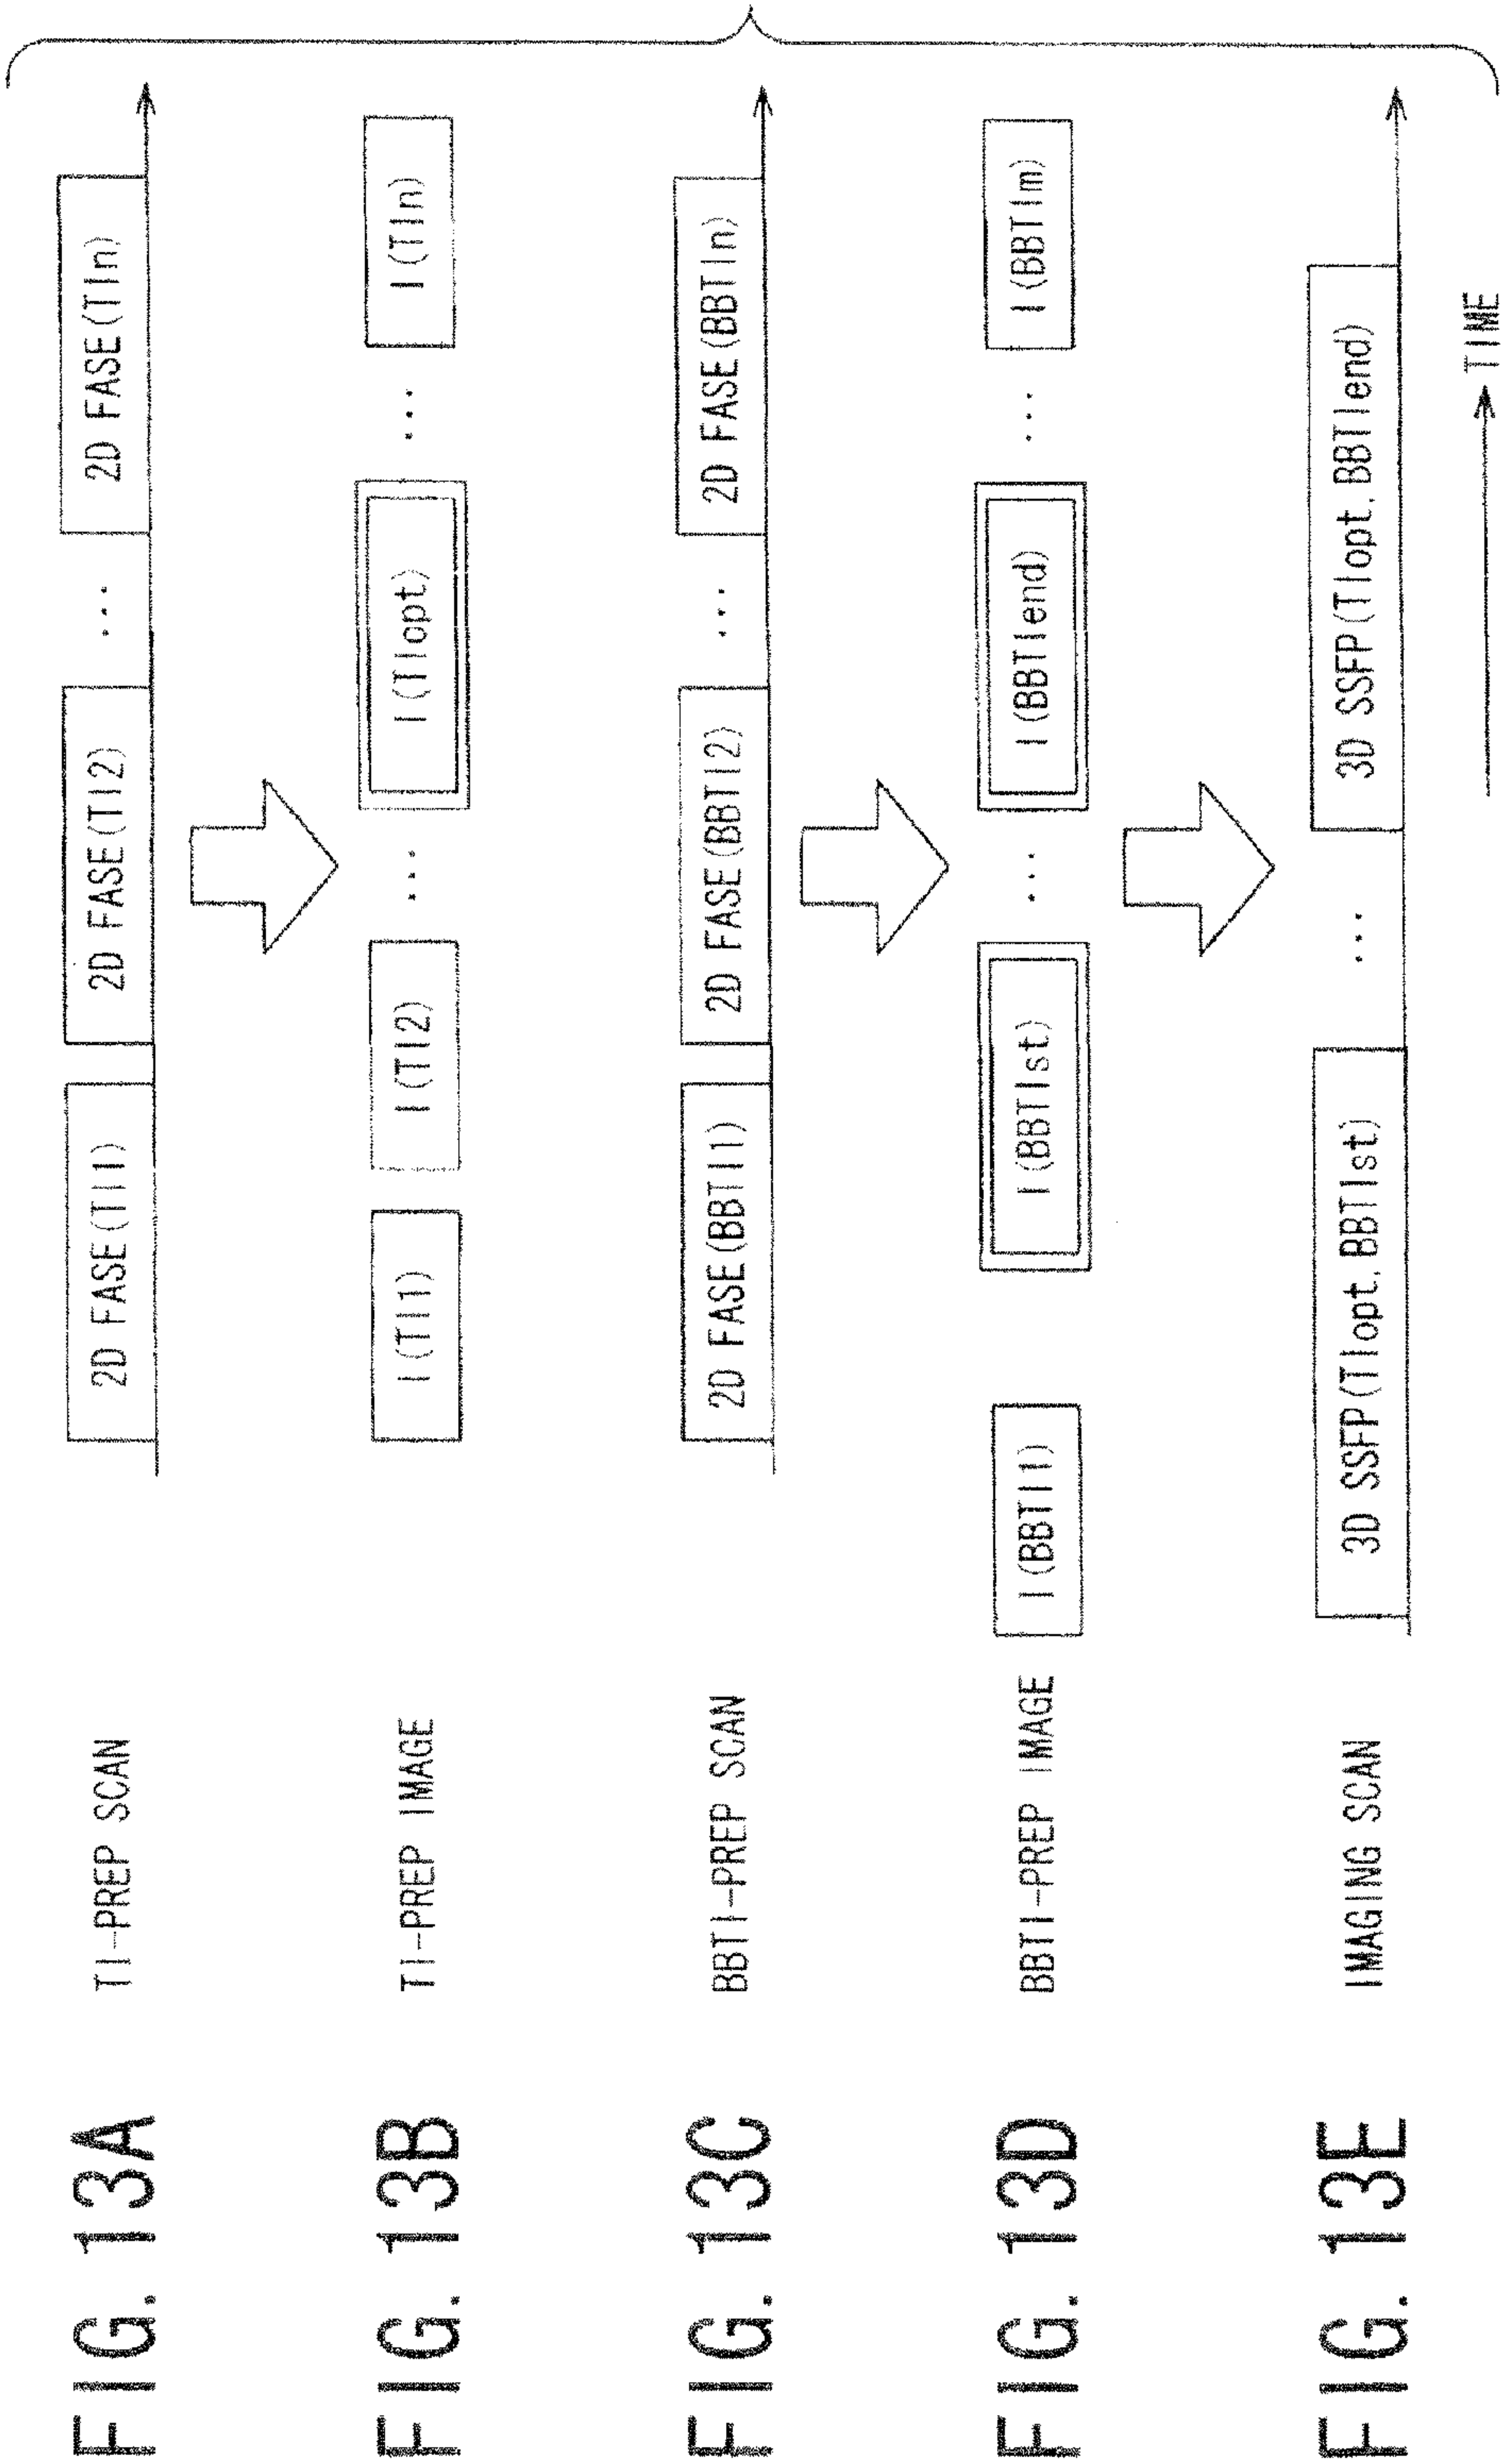 FIG. 13A
TI-PREP SCAN
2D FASE(TI1)
2D FASE(TI2)
...
2D FASE(TIn)
FIG. 13B
TI-PREP IMAGE
I(TI1)
I(TI2)
...
I(TIopt)
...
I(TIn)
FIG. 13C
BBTI-PREP SCAN
2D FASE(BBTI1)
2D FASE(BBTI2)
...
2D FASE(BBTIn)
FIG. 13D
BBTI-PREP IMAGE
I(BBTI1)
I(BBTIst)
...
I(BBTIend)
...
I(BBTIm)
FIG. 13E
IMAGING SCAN
3D SSFP(TIopt, BBTIst)
...
3D SSFP(TIopt, BBTIend)
TIME